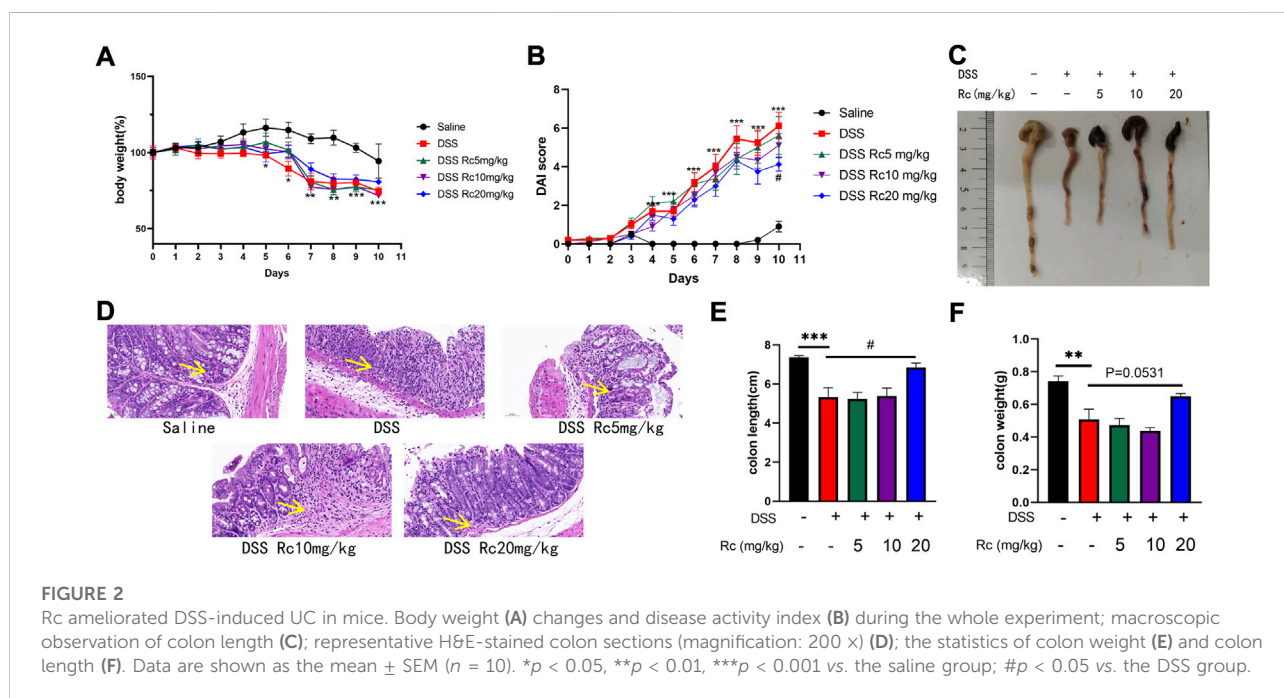 A
150
100
50
body weight(%)
0 1 2 3 4 5 6 7 8 9 10 11
Days
* * ** ** *** ***
Saline
DSS
DSS Rc5mg/kg
DSS Rc10mg/kg
DSS Rc20mg/kg
B
8
6
4
2
0
DAI score
0 1 2 3 4 5 6 7 8 9 10 11
Days
*** *** *** *** *** *** ***
#
Saline
DSS
DSS Rc5 mg/kg
DSS Rc10 mg/kg
DSS Rc20 mg/kg
C
DSS – + + + +
Rc(mg/kg) – – 5 10 20
2
3
4
5
6
7
8
9
D
Saline
DSS
DSS Rc5mg/kg
DSS Rc10mg/kg
DSS Rc20mg/kg
E
*** #
8
6
4
2
0
colon length(cm)
DSS - + + + +
Rc (mg/kg) - - 5 10 20
F
** P=0.0531
1.0
0.8
0.6
0.4
0.2
0.0
colon weight(g)
DSS - + + + +
Rc (mg/kg) - - 5 10 20
FIGURE 2
Rc ameliorated DSS-induced UC in mice. Body weight (A) changes and disease activity index (B) during the whole experiment; macroscopic
observation of colon length (C); representative H&E-stained colon sections (magnification: 200 ×) (D); the statistics of colon weight (E) and colon
length (F). Data are shown as the mean ± SEM (n = 10). *p < 0.05, **p < 0.01, ***p < 0.001 vs. the saline group; #p < 0.05 vs. the DSS group.